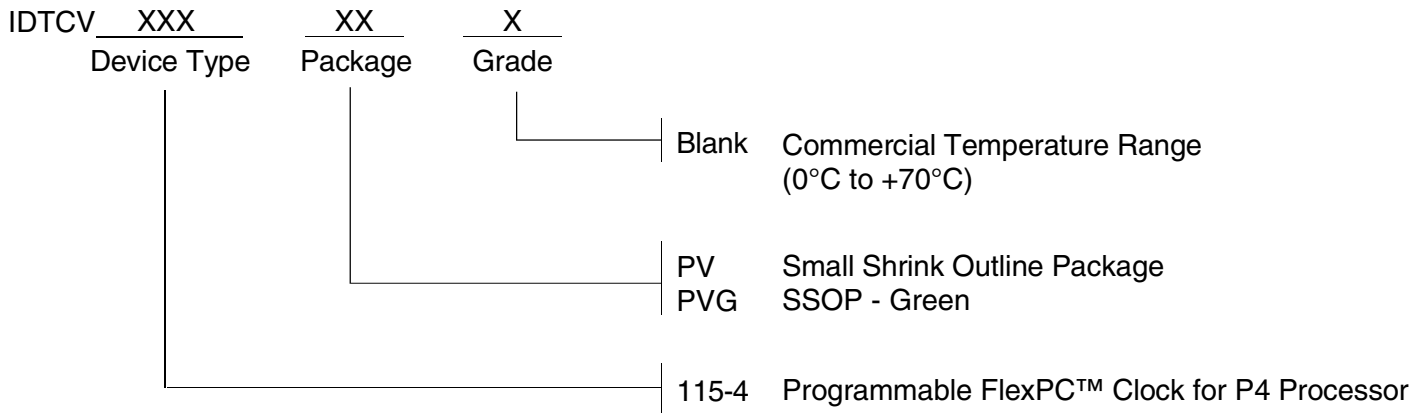 IDTCV XXX XX X
Device Type Package Grade
Blank Commercial Temperature Range
(0°C to +70°C)
PV Small Shrink Outline Package
PVG SSOP - Green
115-4 Programmable FlexPC™ Clock for P4 Processor